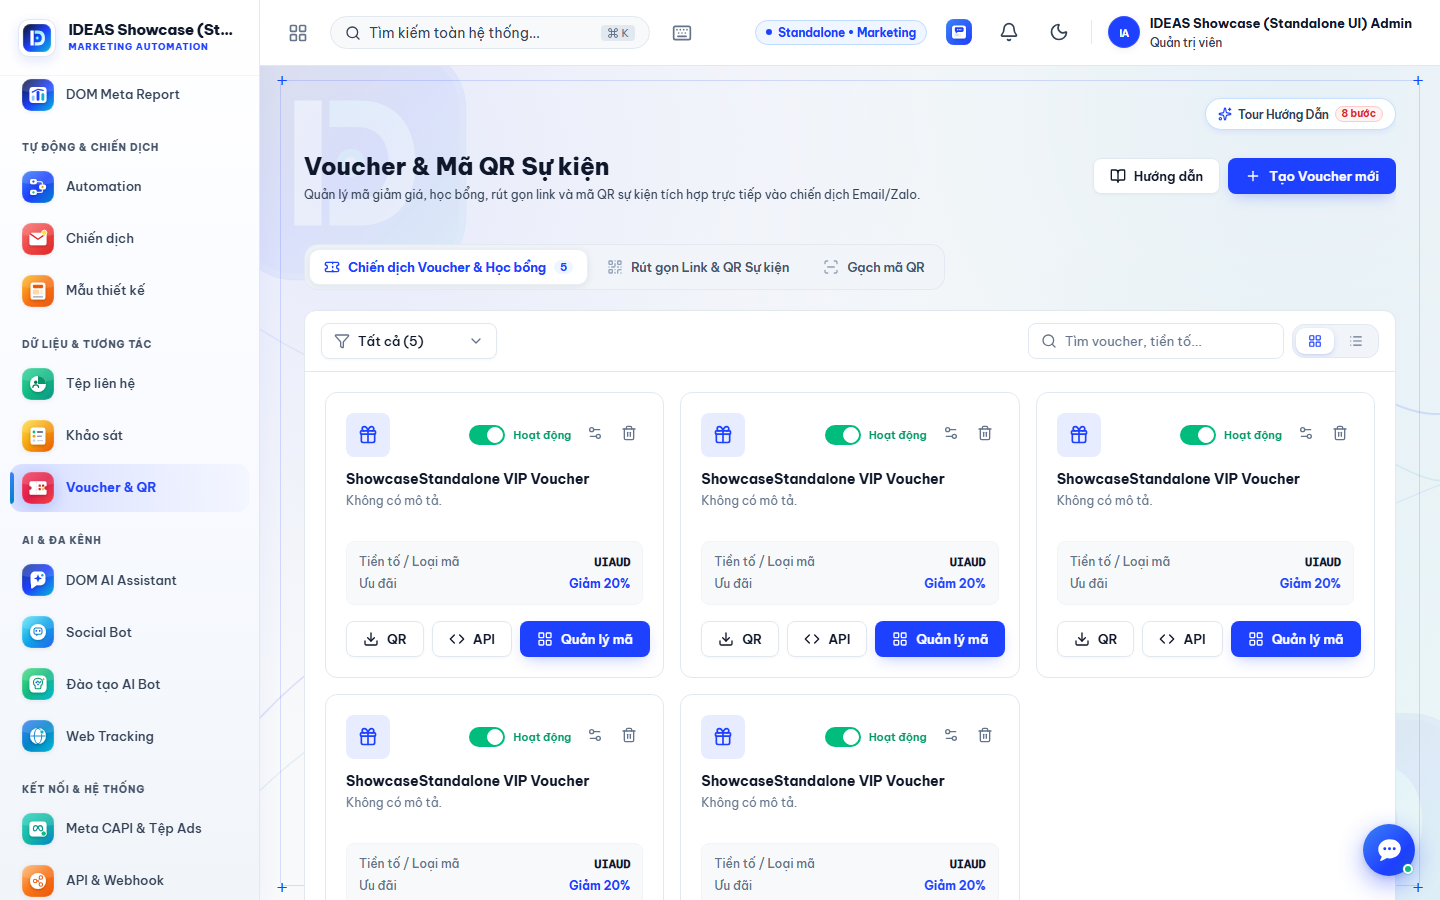 IDEAS Showcase (St...
MARKETING AUTOMATION
DOM Meta Report
TỰ ĐỘNG & CHIẾN DỊCH
Automation
Chiến dịch
Mẫu thiết kế
DỮ LIỆU & TƯƠNG TÁC
Tệp liên hệ
Khảo sát
Voucher & QR
AI & ĐA KÊNH
DOM AI Assistant
Social Bot
Đào tạo AI Bot
Web Tracking
KẾT NỐI & HỆ THỐNG
Meta CAPI & Tệp Ads
API & Webhook
Tìm kiếm toàn hệ thống...
⌘ K
Standalone • Marketing
IA
IDEAS Showcase (Standalone UI) Admin
Quản trị viên
Tour Hướng Dẫn 8 bước
Voucher & Mã QR Sự kiện
Quản lý mã giảm giá, học bổng, rút gọn link và mã QR sự kiện tích hợp trực tiếp vào chiến dịch Email/Zalo.
Hướng dẫn
Tạo Voucher mới
Chiến dịch Voucher & Học bổng 5
Rút gọn Link & QR Sự kiện
Gạch mã QR
Tất cả (5)
Tìm voucher, tiền tố...
Hoạt động
ShowcaseStandalone VIP Voucher
Không có mô tả.
Tiền tố / Loại mã UIAUD
Ưu đãi Giảm 20%
QR
API
Quản lý mã
Hoạt động
ShowcaseStandalone VIP Voucher
Không có mô tả.
Tiền tố / Loại mã UIAUD
Ưu đãi Giảm 20%
QR
API
Quản lý mã
Hoạt động
ShowcaseStandalone VIP Voucher
Không có mô tả.
Tiền tố / Loại mã UIAUD
Ưu đãi Giảm 20%
QR
API
Quản lý mã
Hoạt động
ShowcaseStandalone VIP Voucher
Không có mô tả.
Tiền tố / Loại mã UIAUD
Ưu đãi Giảm 20%
Hoạt động
ShowcaseStandalone VIP Voucher
Không có mô tả.
Tiền tố / Loại mã UIAUD
Ưu đãi Giảm 20%